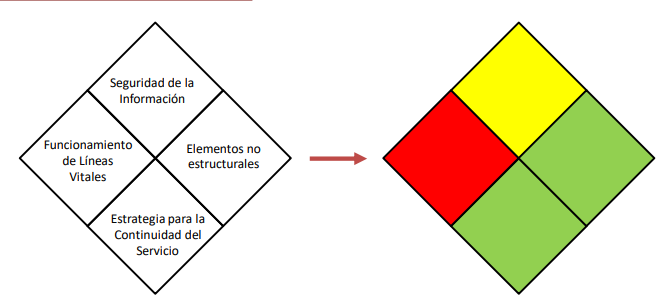 Seguridad de la
Información
Funcionamiento
de Líneas
Vitales
Elementos no
estructurales
Estrategia para la
Continuidad del
Servicio